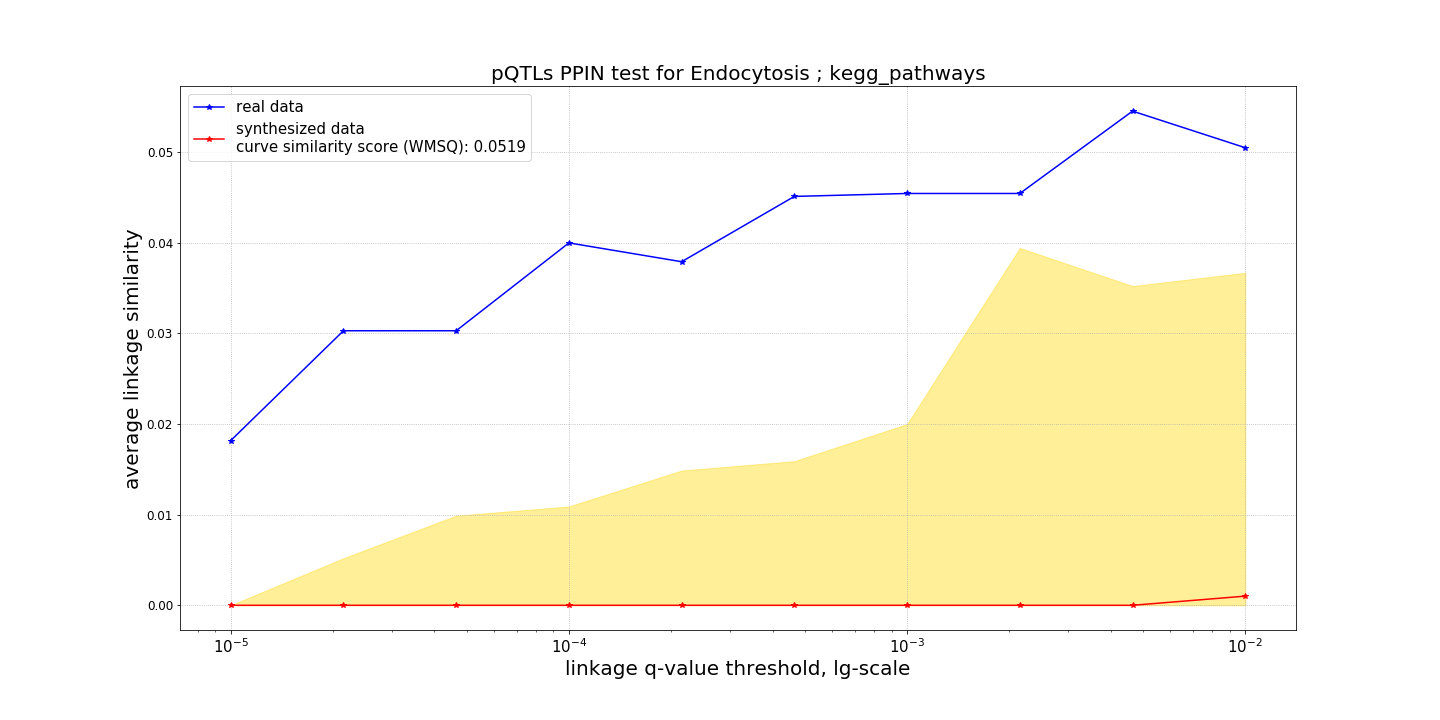 pQTLs PPIN test for Endocytosis ; kegg_pathways
real data
synthesized data
curve similarity score (WMSQ): 0.0519
average linkage similarity
0.05
0.04
0.03
0.02
0.01
0.00
10⁻⁵ 10⁻⁴ 10⁻³ 10⁻²
linkage q-value threshold, lg-scale